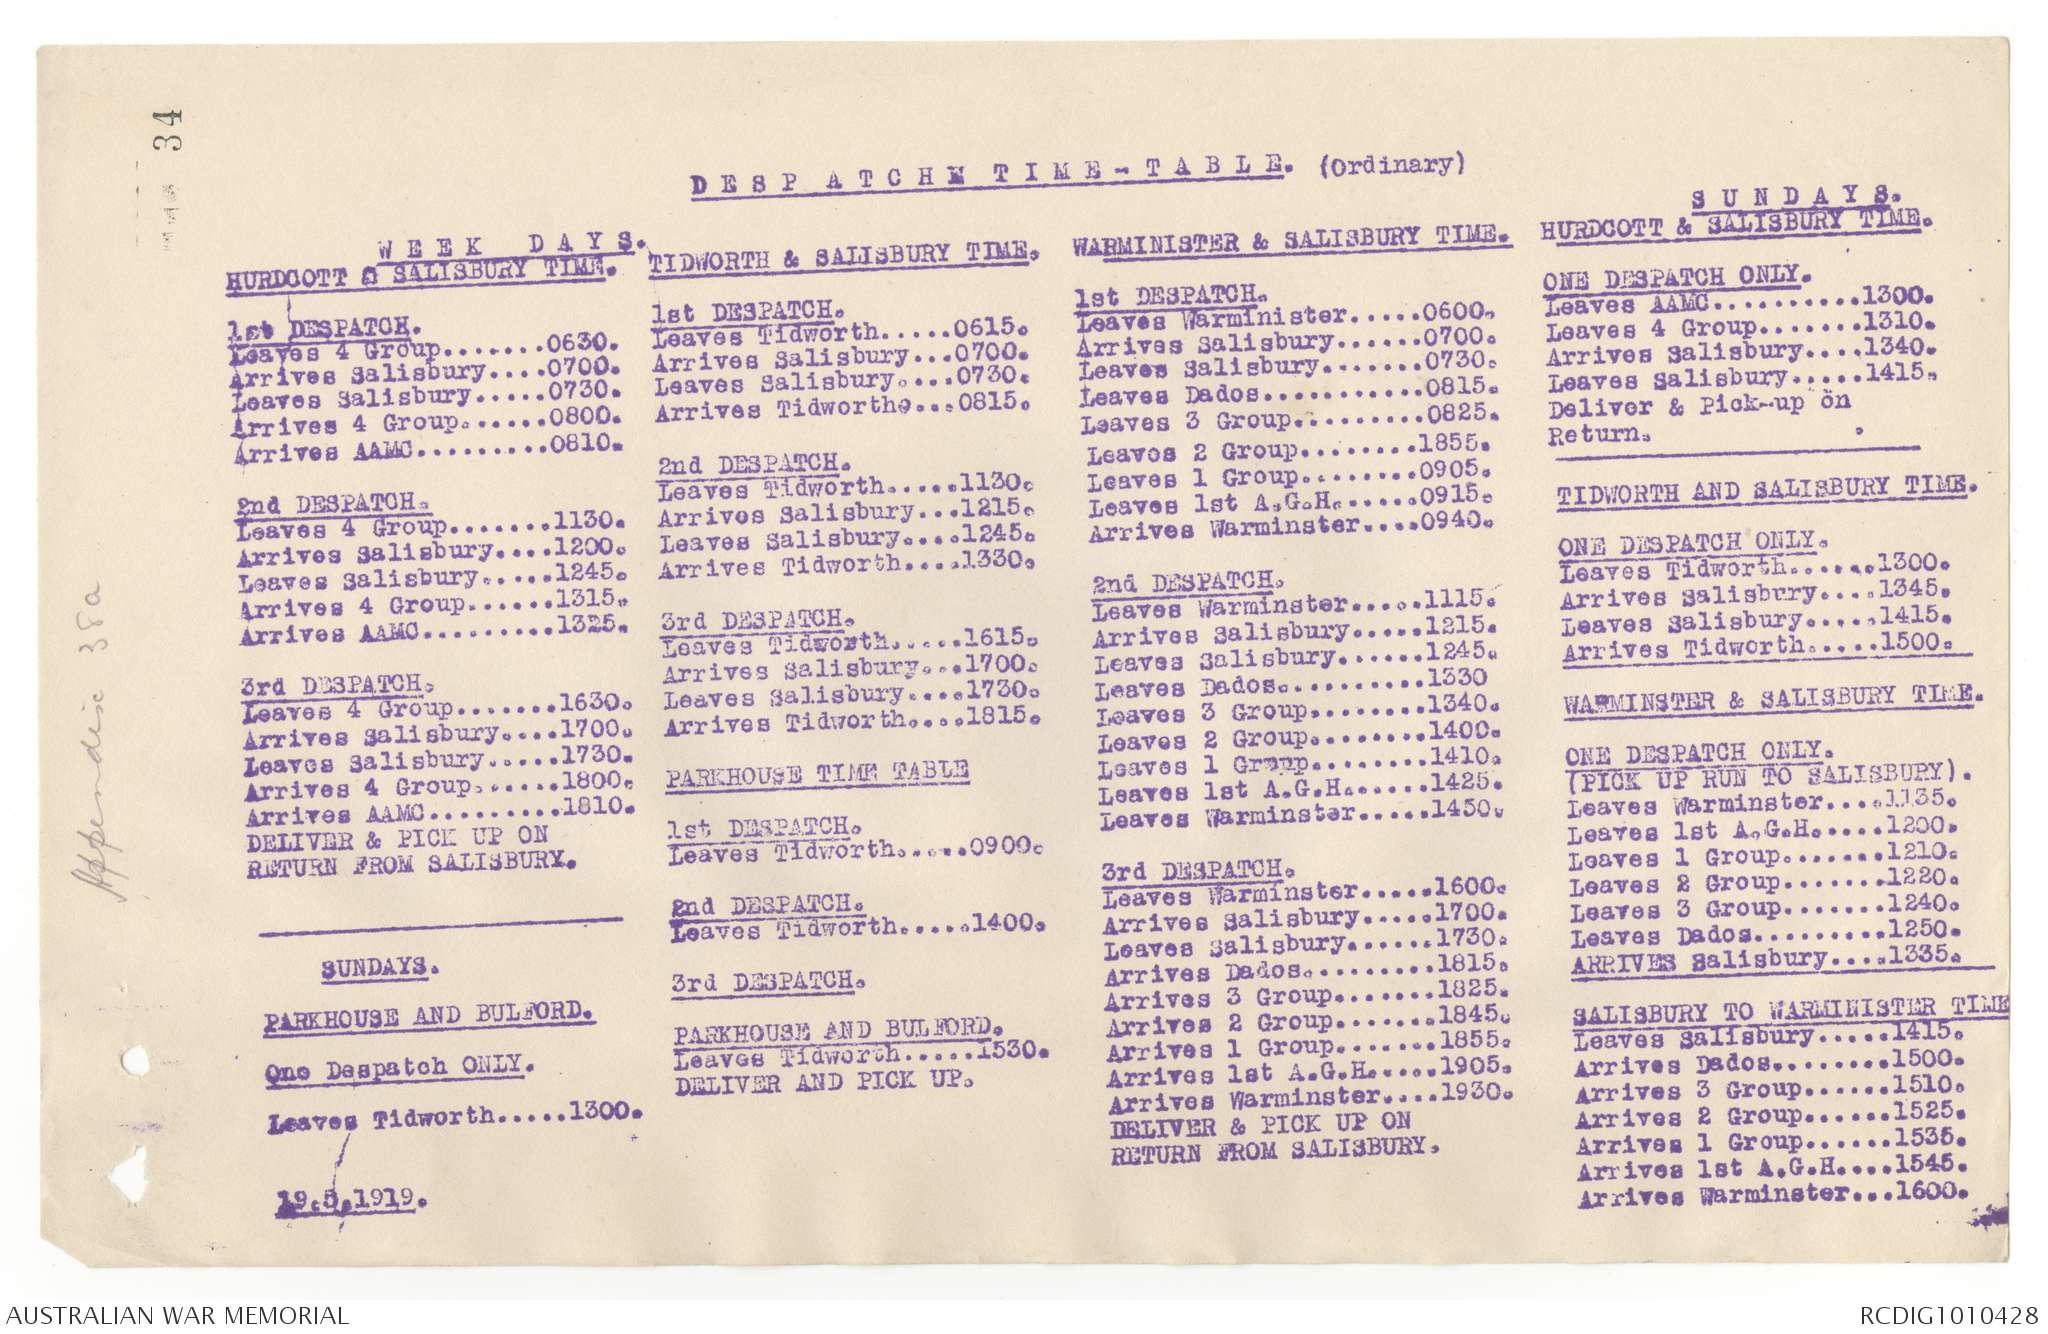 34
Appendix 38a
DESPATCH TIME-TABLE. (Ordinary)
WEEK DAYS.
HURDCOTT & SALISBURY TIME.
1st DESPATCH.
Leaves 4 Group.......0630.
Arrives Salisbury....0700.
Leaves Salisbury.....0730.
Arrives 4 Group......0800.
Arrives AAMC.........0810.
2nd DESPATCH.
Leaves 4 Group.......1130.
Arrives Salisbury....1200.
Leaves Salisbury.....1245.
Arrives 4 Group......1315.
Arrives AAMC.........1325.
3rd DESPATCH.
Leaves 4 Group.......1630.
Arrives Salisbury....1700.
Leaves Salisbury.....1730.
Arrives 4 Group......1800.
Arrives AAMC.........1810.
DELIVER & PICK UP ON
RETURN FROM SALISBURY.
SUNDAYS.
PARKHOUSE AND BULFORD.
One Despatch ONLY.
Leaves Tidworth.....1300.
19.5.1919.
TIDWORTH & SALISBURY TIME.
1st DESPATCH.
Leaves Tidworth.....0615.
Arrives Salisbury...0700.
Leaves Salisbury....0730.
Arrives Tidworth....0815.
2nd DESPATCH.
Leaves Tidworth.....1130.
Arrives Salisbury...1215.
Leaves Salisbury....1245.
Arrives Tidworth....1330.
3rd DESPATCH.
Leaves Tidworth.....1615.
Arrives Salisbury...1700.
Leaves Salisbury....1730.
Arrives Tidworth....1815.
PARKHOUSE TIME TABLE
1st DESPATCH.
Leaves Tidworth.....0900.
2nd DESPATCH.
Leaves Tidworth.....1400.
3rd DESPATCH.
PARKHOUSE AND BULFORD.
Leaves Tidworth.....1530.
DELIVER AND PICK UP.
WARMINISTER & SALISBURY TIME.
1st DESPATCH.
Leaves Warminister.....0600.
Arrives Salisbury......0700.
Leaves Salisbury.......0730.
Leaves Dados...........0815.
Leaves 3 Group.........0825.
Leaves 2 Group........1855.
Leaves 1 Group........0905.
Leaves 1st A.G.H......0915.
Arrives Warminster....0940.
2nd DESPATCH.
Leaves Warminster.....1115.
Arrives Salisbury.....1215.
Leaves Salisbury......1245.
Leaves Dados..........1330
Leaves 3 Group........1340.
Leaves 2 Group........1400.
Leaves 1 Group........1410.
Leaves 1st A.G.H......1425.
Leaves Warminster.....1450.
3rd DESPATCH.
Leaves Warminster.....1600.
Arrives Salisbury.....1700.
Leaves Salisbury......1730.
Arrives Dados.........1815.
Arrives 3 Group.......1825.
Arrives 2 Group.......1845.
Arrives 1 Group.......1855.
Arrives 1st A.G.H.....1905.
Arrives Warminster....1930.
DELIVER & PICK UP ON
RETURN FROM SALISBURY.
SUNDAYS.
HURDCOTT & SALISBURY TIME.
ONE DESPATCH ONLY.
Leaves AAMC..........1300.
Leaves 4 Group.......1310.
Arrives Salisbury....1340.
Leaves Salisbury.....1415.
Deliver & Pick-up on
Return.
TIDWORTH AND SALISBURY TIME.
ONE DESPATCH ONLY.
Leaves Tidworth......1300.
Arrives Salisbury....1345.
Leaves Salisbury.....1415.
Arrives Tidworth.....1500.
WARMINSTER & SALISBURY TIME.
ONE DESPATCH ONLY.
(PICK UP RUN TO SALISBURY).
Leaves Warminster....1135.
Leaves 1st A.G.H.....1200.
Leaves 1 Group.......1210.
Leaves 2 Group.......1220.
Leaves 3 Group.......1240.
Leaves Dados.........1250.
ARRIVES Salisbury....1335.
SALISBURY TO WARMINISTER TIME
Leaves Salisbury.....1415.
Arrives Dados........1500.
Arrives 3 Group......1510.
Arrives 2 Group......1525.
Arrives 1 Group......1535.
Arrives 1st A.G.H....1545.
Arrives Warminster...1600.
AUSTRALIAN WAR MEMORIAL
RCDIG1010428